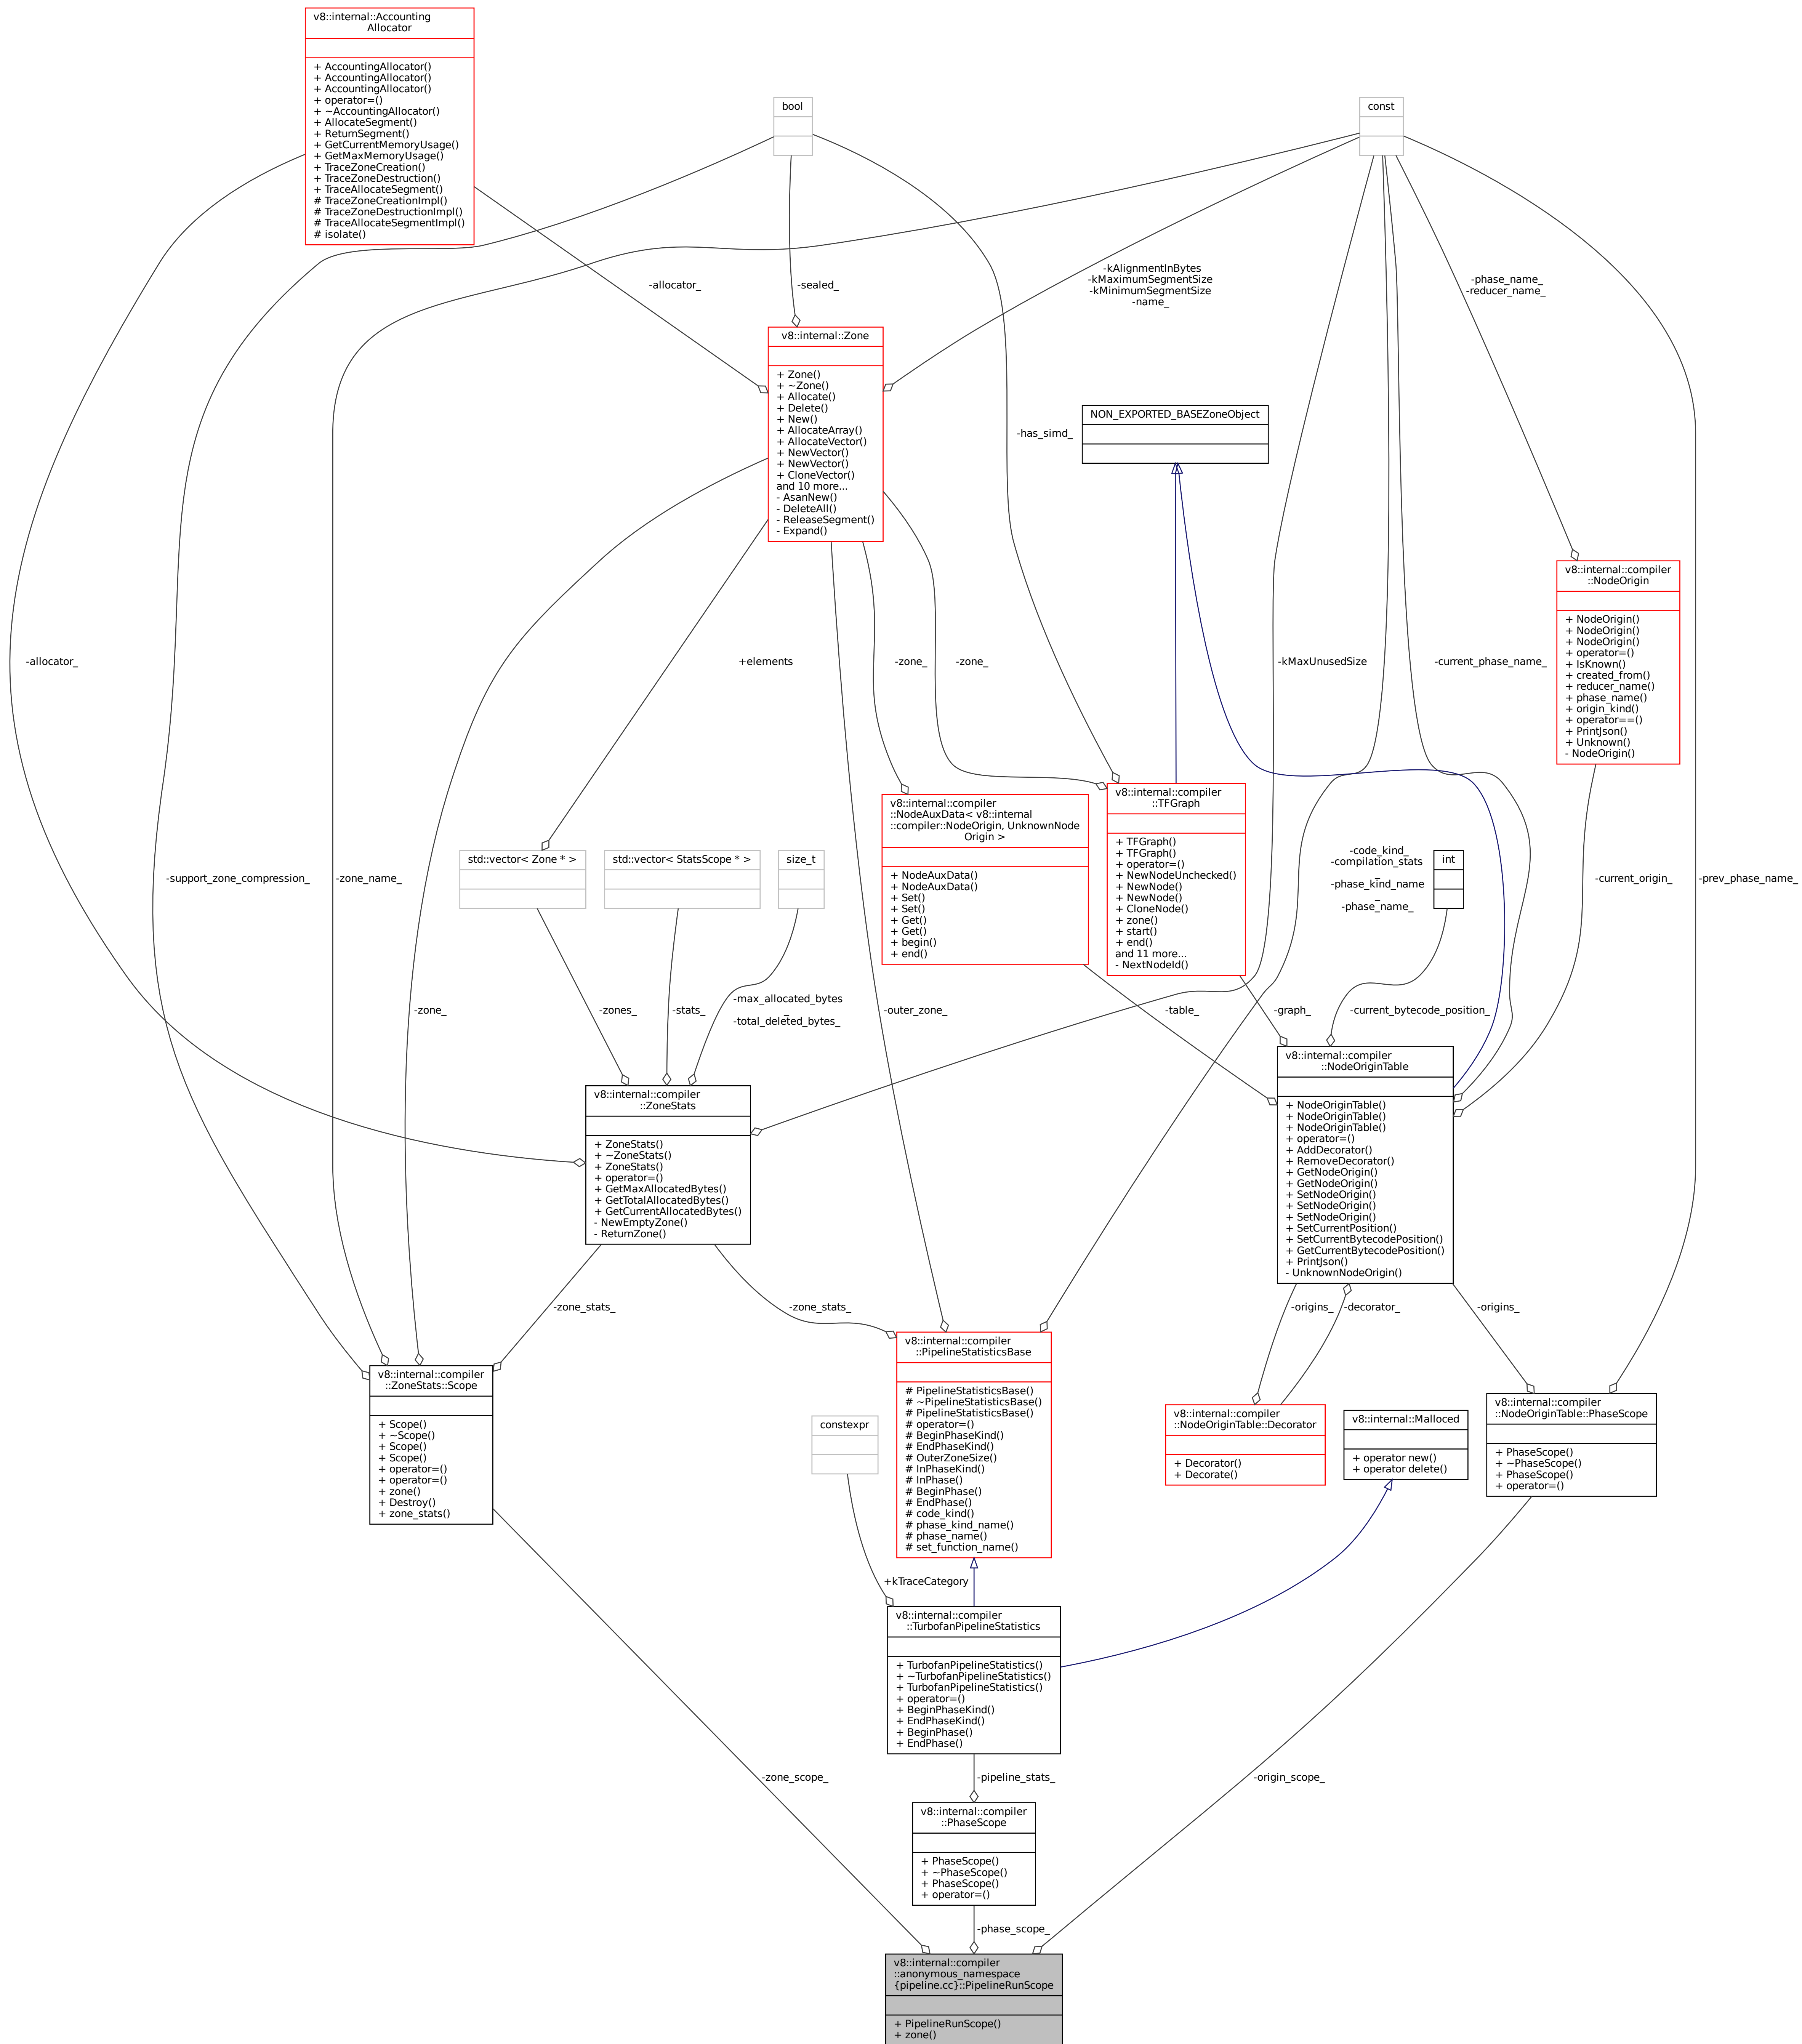 v8::internal::Accounting
Allocator
+ AccountingAllocator()
+ AccountingAllocator()
+ AccountingAllocator()
+ operator=()
+ ~AccountingAllocator()
+ AllocateSegment()
+ ReturnSegment()
+ GetCurrentMemoryUsage()
+ GetMaxMemoryUsage()
+ TraceZoneCreation()
+ TraceZoneDestruction()
+ TraceAllocateSegment()
# TraceZoneCreationImpl()
# TraceZoneDestructionImpl()
# TraceAllocateSegmentImpl()
# isolate()
bool
const
-allocator_
-sealed_
-kAlignmentInBytes
-kMaximumSegmentSize
-kMinimumSegmentSize
-name_
-phase_name_
-reducer_name_
v8::internal::Zone
+ Zone()
+ ~Zone()
+ Allocate()
+ Delete()
+ New()
+ AllocateArray()
+ AllocateVector()
+ NewVector()
+ NewVector()
+ CloneVector()
and 10 more...
- AsanNew()
- DeleteAll()
- ReleaseSegment()
- Expand()
-has_simd_
NON_EXPORTED_BASEZoneObject
v8::internal::compiler
::NodeOrigin
+ NodeOrigin()
+ NodeOrigin()
+ NodeOrigin()
+ operator=()
+ IsKnown()
+ created_from()
+ reducer_name()
+ phase_name()
+ origin_kind()
+ operator==()
+ PrintJson()
+ Unknown()
- NodeOrigin()
-allocator_
+elements
-zone_
-zone_
-kMaxUnusedSize
-current_phase_name_
std::vector< Zone * >
std::vector< StatsScope * >
size_t
v8::internal::compiler
::NodeAuxData< v8::internal
::compiler::NodeOrigin, UnknownNode
Origin >
+ NodeAuxData()
+ NodeAuxData()
+ Set()
+ Set()
+ Get()
+ Get()
+ begin()
+ end()
v8::internal::compiler
::TFGraph
+ TFGraph()
+ TFGraph()
+ operator=()
+ NewNodeUnchecked()
+ NewNode()
+ NewNode()
+ CloneNode()
+ zone()
+ start()
+ end()
and 11 more...
- NextNodeId()
-code_kind_
-compilation_stats
_
-phase_kind_name
_
-phase_name_
int
-support_zone_compression_
-zone_name_
-current_origin_
-prev_phase_name_
-zone_
-zones_
-stats_
-max_allocated_bytes
_
-total_deleted_bytes_
-outer_zone_
-table_
-graph_
-current_bytecode_position_
v8::internal::compiler
::ZoneStats
+ ZoneStats()
+ ~ZoneStats()
+ ZoneStats()
+ operator=()
+ GetMaxAllocatedBytes()
+ GetTotalAllocatedBytes()
+ GetCurrentAllocatedBytes()
- NewEmptyZone()
- ReturnZone()
v8::internal::compiler
::NodeOriginTable
+ NodeOriginTable()
+ NodeOriginTable()
+ NodeOriginTable()
+ operator=()
+ AddDecorator()
+ RemoveDecorator()
+ GetNodeOrigin()
+ GetNodeOrigin()
+ SetNodeOrigin()
+ SetNodeOrigin()
+ SetNodeOrigin()
+ SetCurrentPosition()
+ SetCurrentBytecodePosition()
+ GetCurrentBytecodePosition()
+ PrintJson()
- UnknownNodeOrigin()
-zone_stats_
-zone_stats_
-origins_
-decorator_
-origins_
v8::internal::compiler
::ZoneStats::Scope
+ Scope()
+ ~Scope()
+ Scope()
+ Scope()
+ operator=()
+ operator=()
+ zone()
+ Destroy()
+ zone_stats()
constexpr
v8::internal::compiler
::PipelineStatisticsBase
# PipelineStatisticsBase()
# ~PipelineStatisticsBase()
# PipelineStatisticsBase()
# operator=()
# BeginPhaseKind()
# EndPhaseKind()
# OuterZoneSize()
# InPhaseKind()
# InPhase()
# BeginPhase()
# EndPhase()
# code_kind()
# phase_kind_name()
# phase_name()
# set_function_name()
v8::internal::compiler
::NodeOriginTable::Decorator
+ Decorator()
+ Decorate()
v8::internal::Malloced
+ operator new()
+ operator delete()
v8::internal::compiler
::NodeOriginTable::PhaseScope
+ PhaseScope()
+ ~PhaseScope()
+ PhaseScope()
+ operator=()
+kTraceCategory
v8::internal::compiler
::TurbofanPipelineStatistics
+ TurbofanPipelineStatistics()
+ ~TurbofanPipelineStatistics()
+ TurbofanPipelineStatistics()
+ operator=()
+ BeginPhaseKind()
+ EndPhaseKind()
+ BeginPhase()
+ EndPhase()
-zone_scope_
-pipeline_stats_
-origin_scope_
v8::internal::compiler
::PhaseScope
+ PhaseScope()
+ ~PhaseScope()
+ PhaseScope()
+ operator=()
-phase_scope_
v8::internal::compiler
::anonymous_namespace
{pipeline.cc}::PipelineRunScope
+ PipelineRunScope()
+ zone()